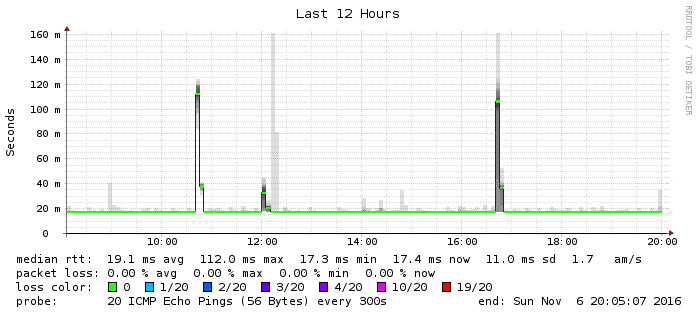 Last 12 Hours
RRDTOOL / TOBI OETIKER
Seconds
160 m
140 m
120 m
100 m
80 m
60 m
40 m
20 m
0
10:00 12:00 14:00 16:00 18:00 20:00
median rtt: 19.1 ms avg 112.0 ms max 17.3 ms min 17.4 ms now 11.0 ms sd 1.7 am/s
packet loss: 0.00 % avg 0.00 % max 0.00 % min 0.00 % now
loss color: 0 1/20 2/20 3/20 4/20 10/20 19/20
probe: 20 ICMP Echo Pings (56 Bytes) every 300s end: Sun Nov 6 20:05:07 2016